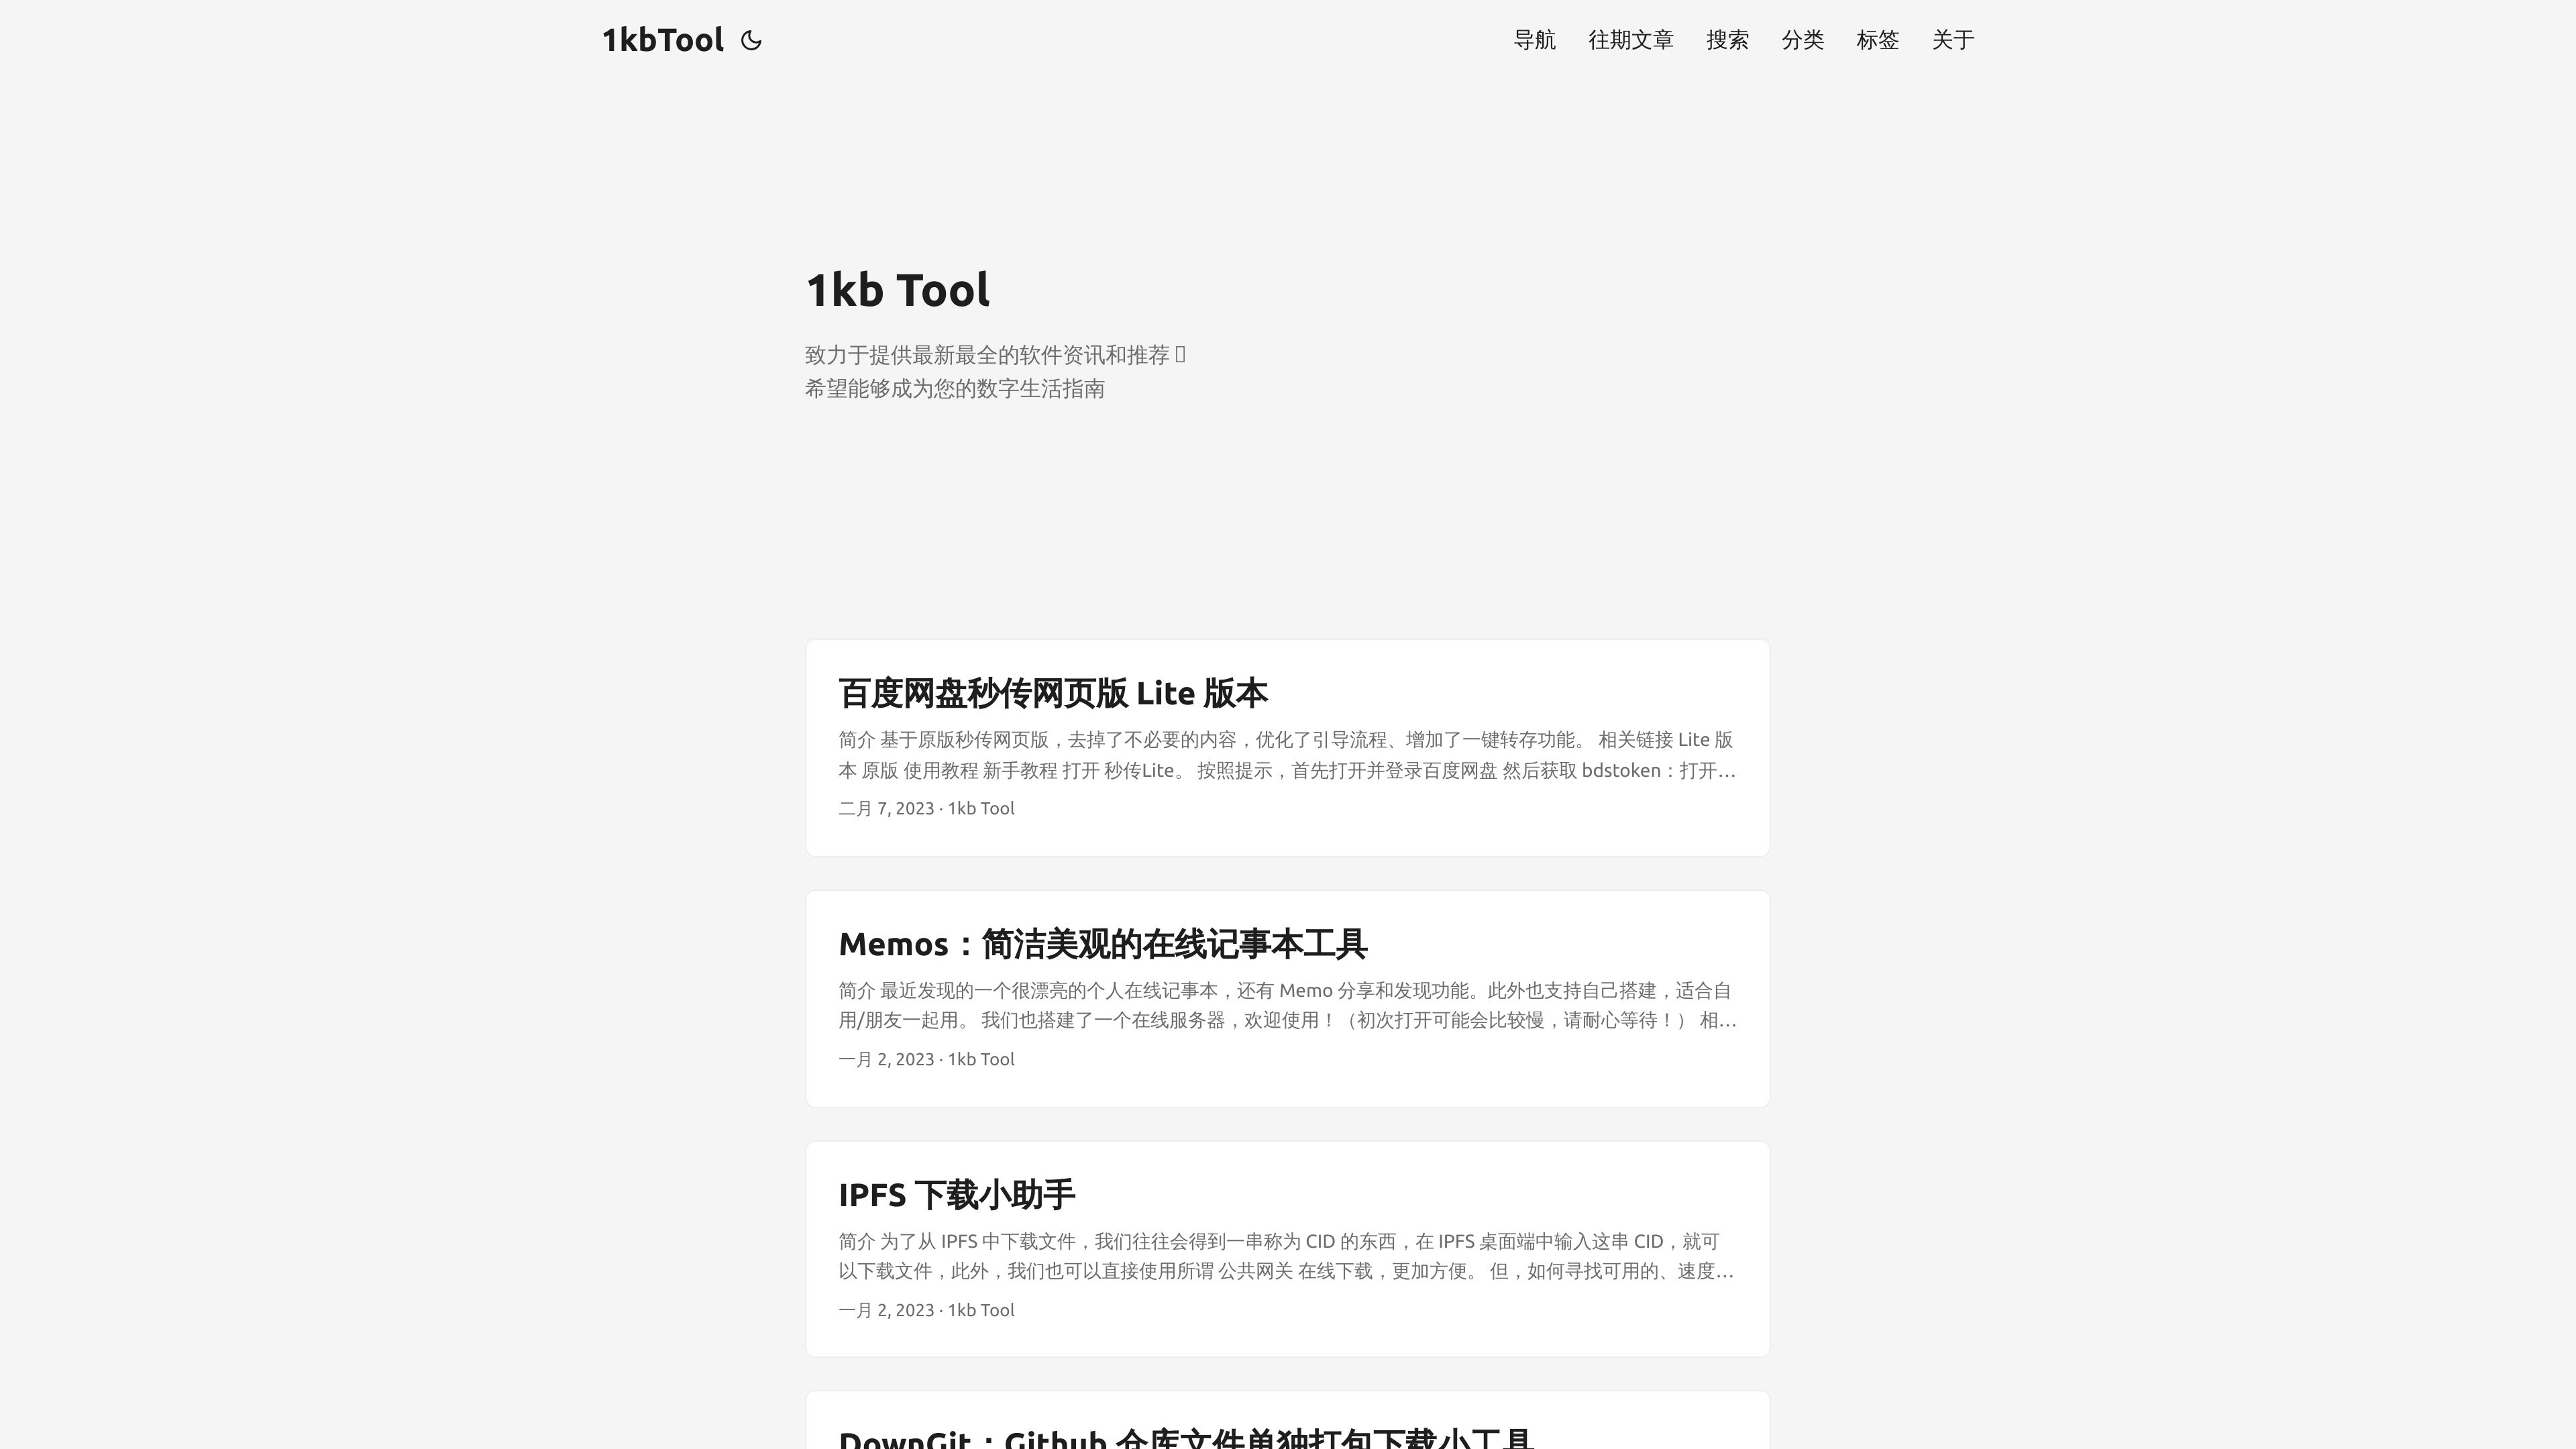 1kbTool
导航 往期文章 搜索 分类 标签 关于
1kb Tool
致力于提供最新最全的软件资讯和推荐
希望能够成为您的数字生活指南
百度网盘秒传网页版 Lite 版本
简介 基于原版秒传网页版，去掉了不必要的内容，优化了引导流程、增加了一键转存功能。 相关链接 Lite 版
本 原版 使用教程 新手教程 打开 秒传Lite。 按照提示，首先打开并登录百度网盘 然后获取 bdstoken：打开…
二月 7, 2023 · 1kb Tool
Memos：简洁美观的在线记事本工具
简介 最近发现的一个很漂亮的个人在线记事本，还有 Memo 分享和发现功能。此外也支持自己搭建，适合自
用/朋友一起用。 我们也搭建了一个在线服务器，欢迎使用！（初次打开可能会比较慢，请耐心等待！） 相…
一月 2, 2023 · 1kb Tool
IPFS 下载小助手
简介 为了从 IPFS 中下载文件，我们往往会得到一串称为 CID 的东西，在 IPFS 桌面端中输入这串 CID，就可
以下载文件，此外，我们也可以直接使用所谓 公共网关 在线下载，更加方便。 但，如何寻找可用的、速度…
一月 2, 2023 · 1kb Tool
DownGit：Github 仓库文件单独打包下载小工具